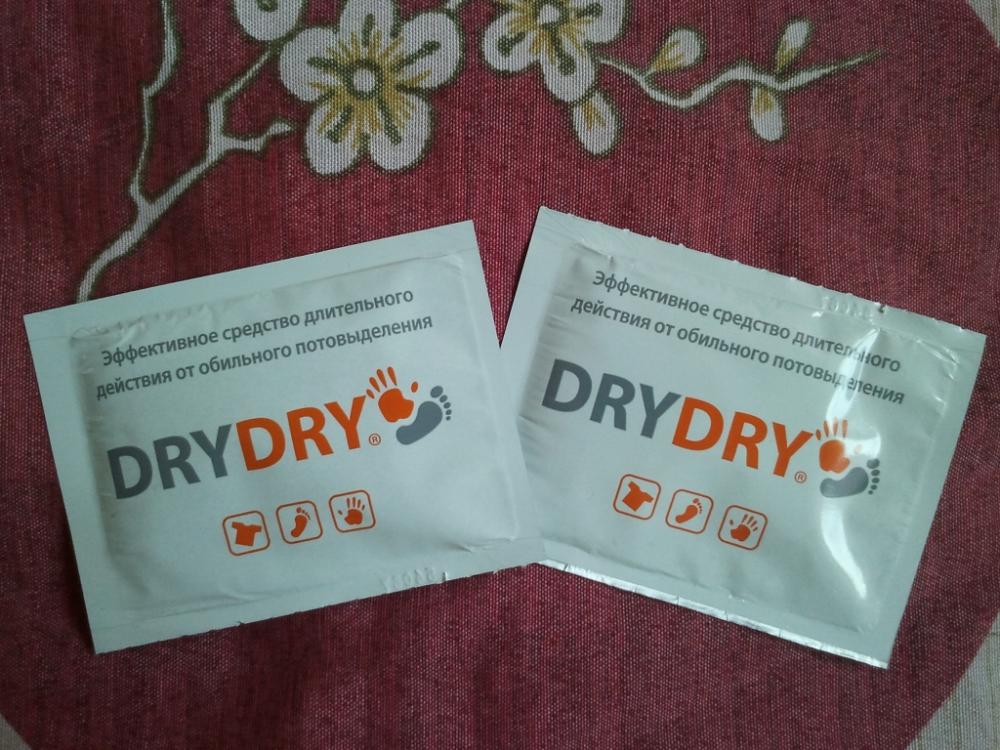 Эффективное средство длительного
действия от обильного потовыделения
DRYDRY®
Эффективное средство длительного
действия от обильного потовыделения
DRYDRY®